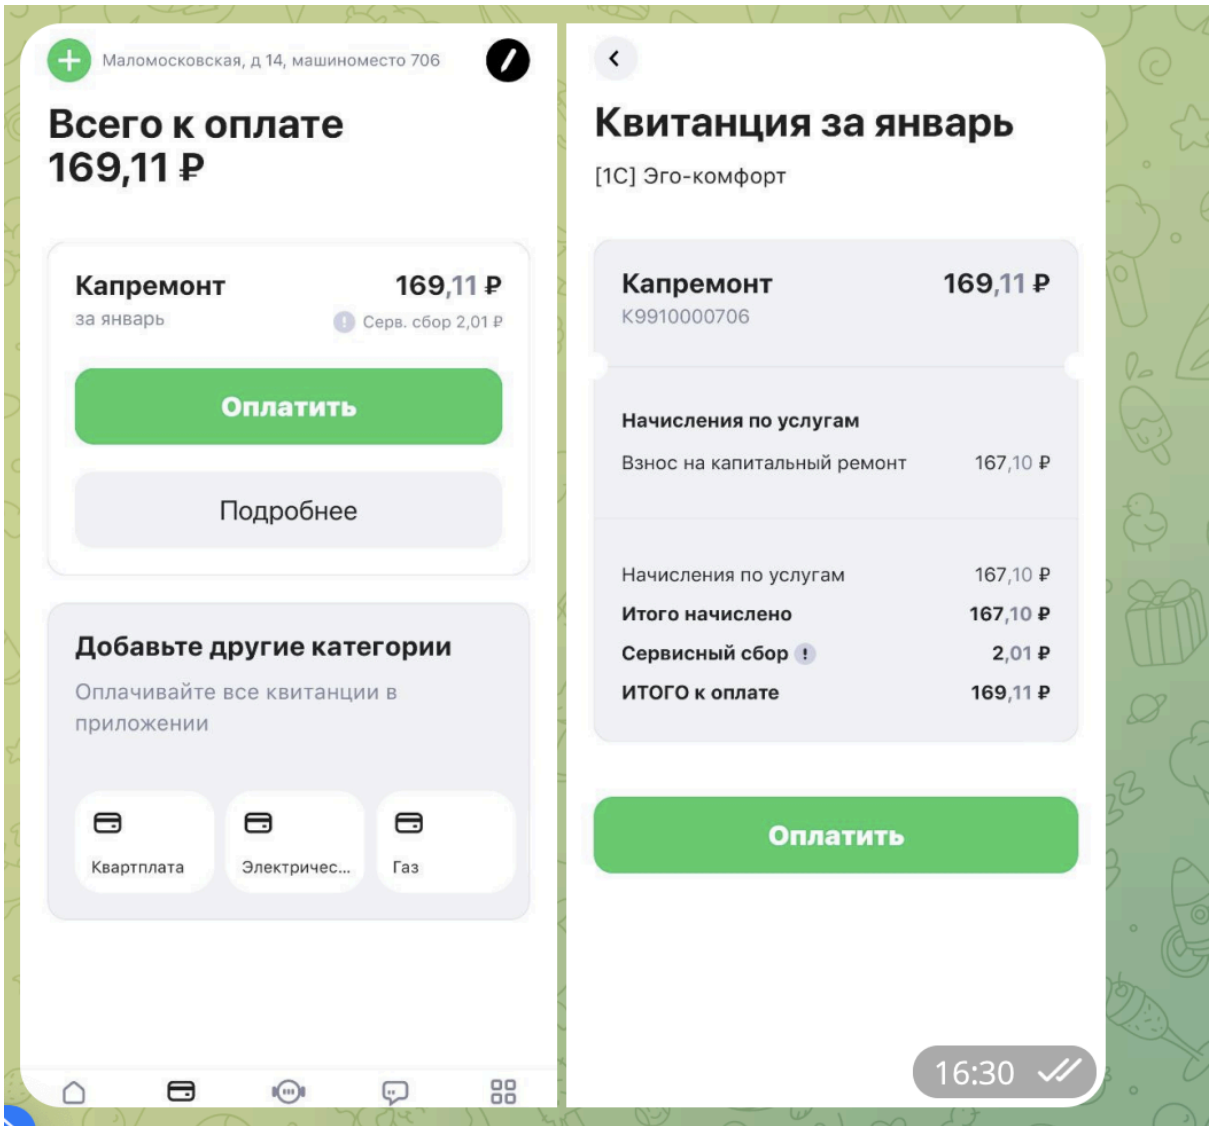 Маломосковская, д 14, машиноместо 706
Всего к оплате
169,11 ₽
Капремонт 169,11 ₽
за январь ! Серв. сбор 2,01 ₽
Оплатить
Подробнее
Добавьте другие категории
Оплачивайте все квитанции в
приложении
Квартплата Электричес... Газ
Квитанция за январь
[1С] Эго-комфорт
Капремонт 169,11 ₽
К9910000706
Начисления по услугам
Взнос на капитальный ремонт 167,10 ₽
Начисления по услугам 167,10 ₽
Итого начислено 167,10 ₽
Сервисный сбор ! 2,01 ₽
ИТОГО к оплате 169,11 ₽
Оплатить
16:30